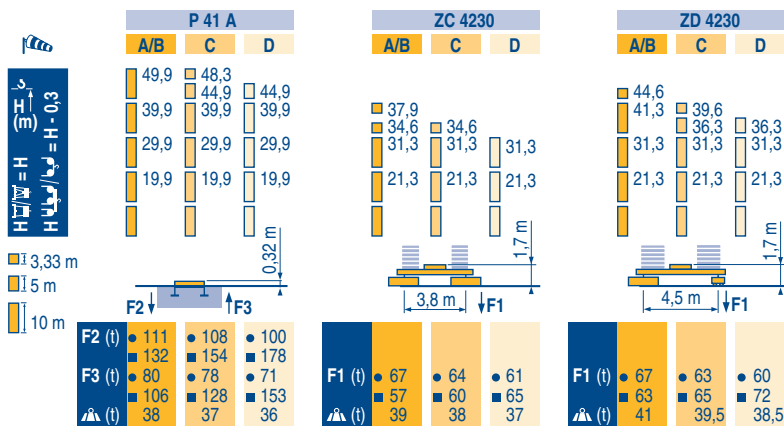 P 41 A
A/B C D
49,9 48,3
44,9 44,9
39,9 39,9 39,9
29,9 29,9 29,9
19,9 19,9 19,9
0,32 m
F2 F3
F2 (t) 111 108 100
132 154 178
F3 (t) 80 78 71
106 128 153
(t) 38 37 36
H (m)
H / = H
H / = H - 0,3
3,33 m
5 m
10 m
ZC 4230
A/B C D
37,9
34,6 34,6
31,3 31,3 31,3
21,3 21,3 21,3
1,7 m
3,8 m F1
F1 (t) 67 64 61
57 60 65
(t) 39 38 37
ZD 4230
A/B C D
44,6
41,3 39,6
36,3 36,3
31,3 31,3 31,3
21,3 21,3 21,3
1,7 m
4,5 m F1
F1 (t) 67 63 60
63 65 72
(t) 41 39,5 38,5